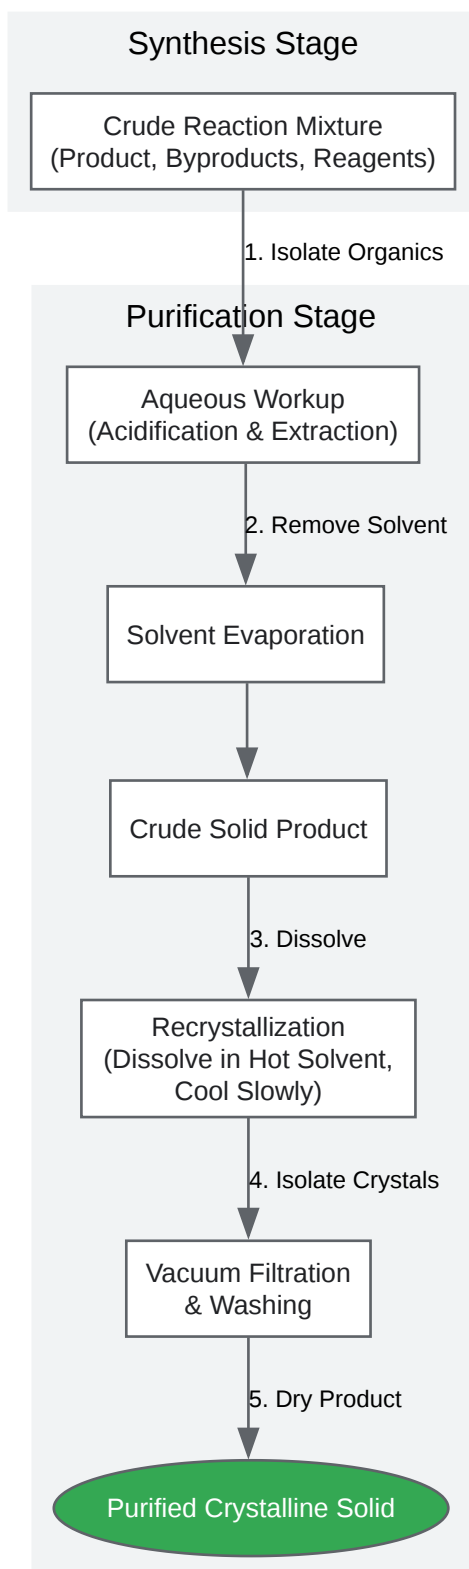 Synthesis Stage
Crude Reaction Mixture
(Product, Byproducts, Reagents)
1. Isolate Organics
Purification Stage
Aqueous Workup
(Acidification & Extraction)
2. Remove Solvent
Solvent Evaporation
Crude Solid Product
3. Dissolve
Recrystallization
(Dissolve in Hot Solvent,
Cool Slowly)
4. Isolate Crystals
Vacuum Filtration
& Washing
5. Dry Product
Purified Crystalline Solid